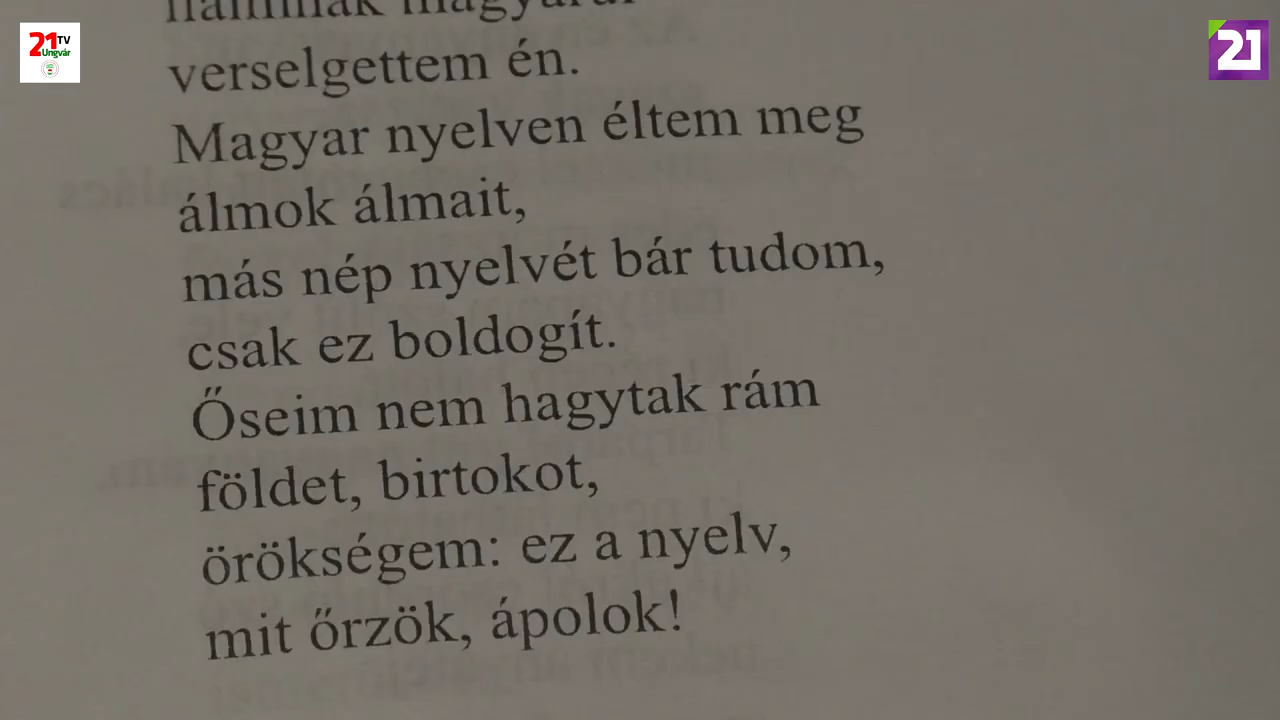 21 TV
Ungvár
21
verselgettem én.
Magyar nyelven éltem meg
álmok álmait,
más nép nyelvét bár tudom,
csak ez boldogít.
Őseim nem hagytak rám
földet, birtokot,
örökségem: ez a nyelv,
mit őrzök, ápolok!